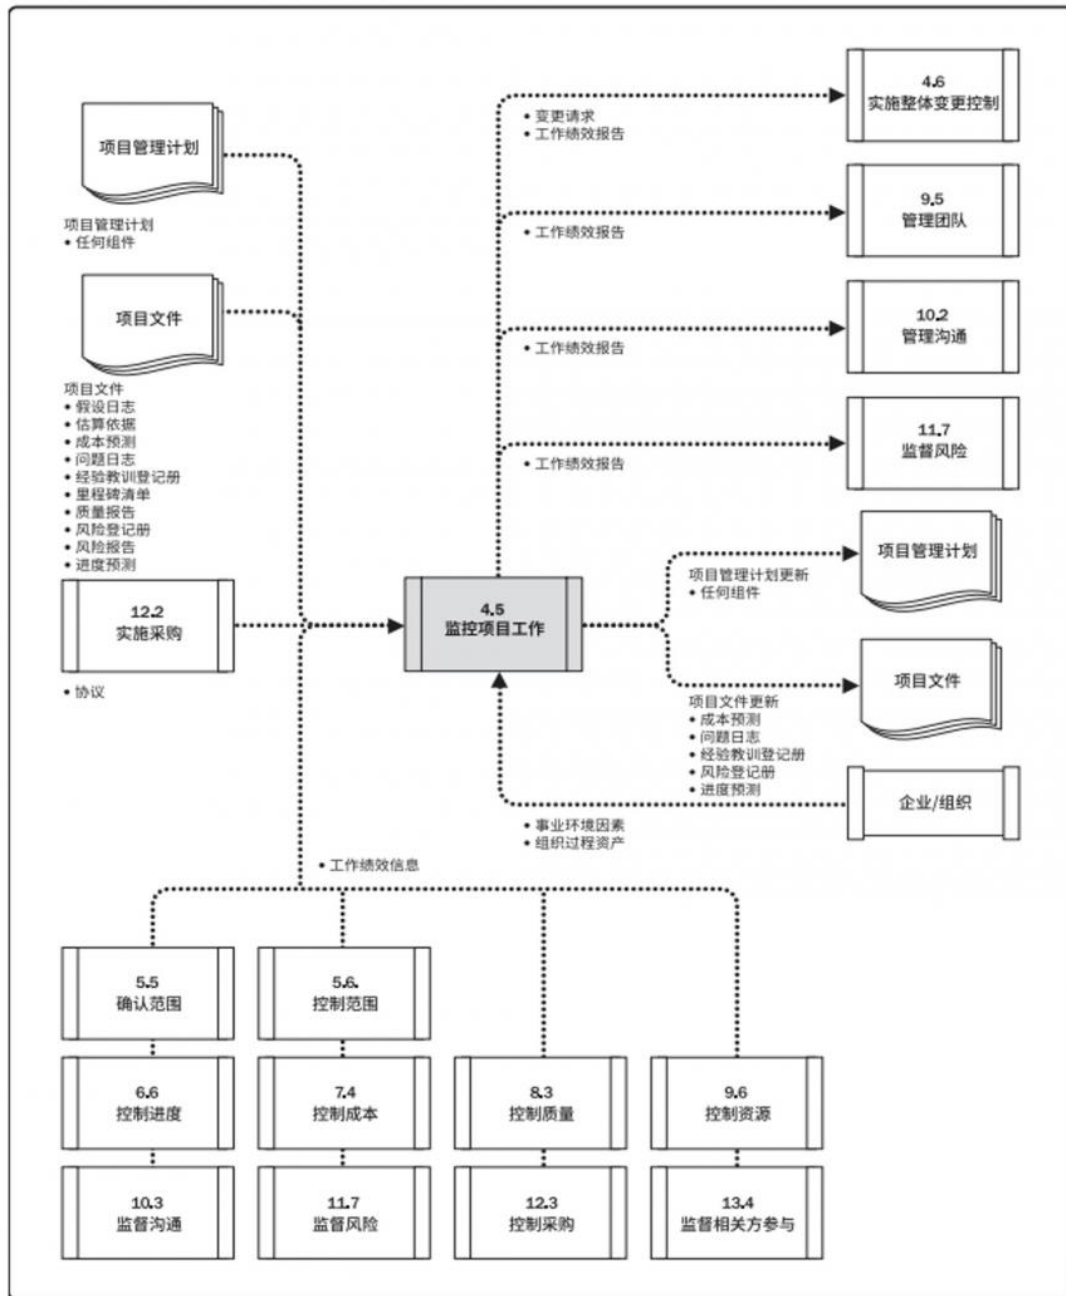 项目管理计划
项目管理计划
• 任何组件
项目文件
项目文件
• 假设日志
• 估算依据
• 成本预测
• 问题日志
• 经验教训登记册
• 里程碑清单
• 质量报告
• 风险登记册
• 风险报告
• 进度预测
12.2
实施采购
• 协议
4.5
监控项目工作
4.6
实施整体变更控制
• 变更请求
• 工作绩效报告
9.5
管理团队
• 工作绩效报告
10.2
管理沟通
• 工作绩效报告
11.7
监督风险
• 工作绩效报告
项目管理计划
项目管理计划更新
• 任何组件
项目文件
项目文件更新
• 成本预测
• 问题日志
• 经验教训登记册
• 风险登记册
• 进度预测
企业/组织
• 事业环境因素
• 组织过程资产
• 工作绩效信息
5.5
确认范围
5.6.
控制范围
6.6
控制进度
7.4
控制成本
8.3
控制质量
9.6
控制资源
10.3
监督沟通
11.7
监督风险
12.3
控制采购
13.4
监督相关方参与